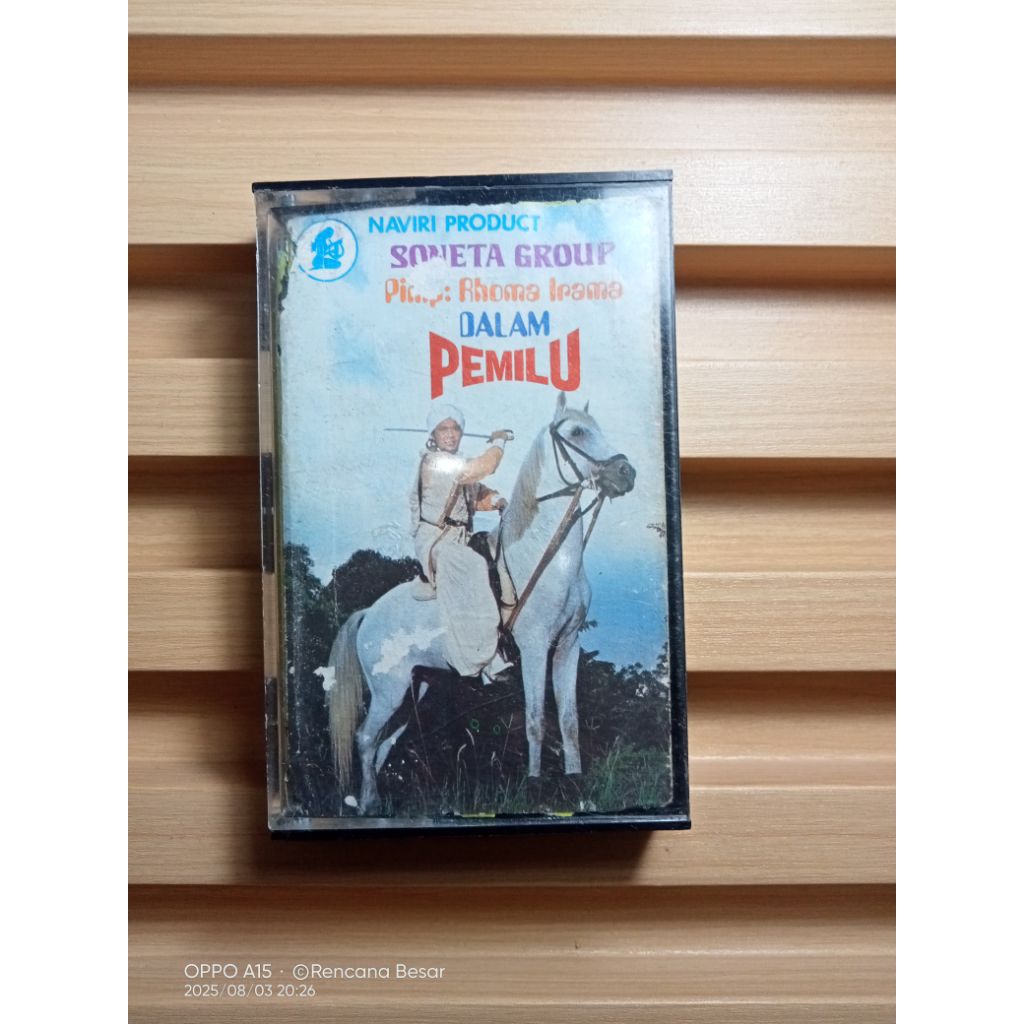 NAVIRI PRODUCT
SONETA GROUP
Pimp: Rhoma Irama
DALAM
PEMILU
OPPO A15 · ©Rencana Besar
2025/08/03 20:26